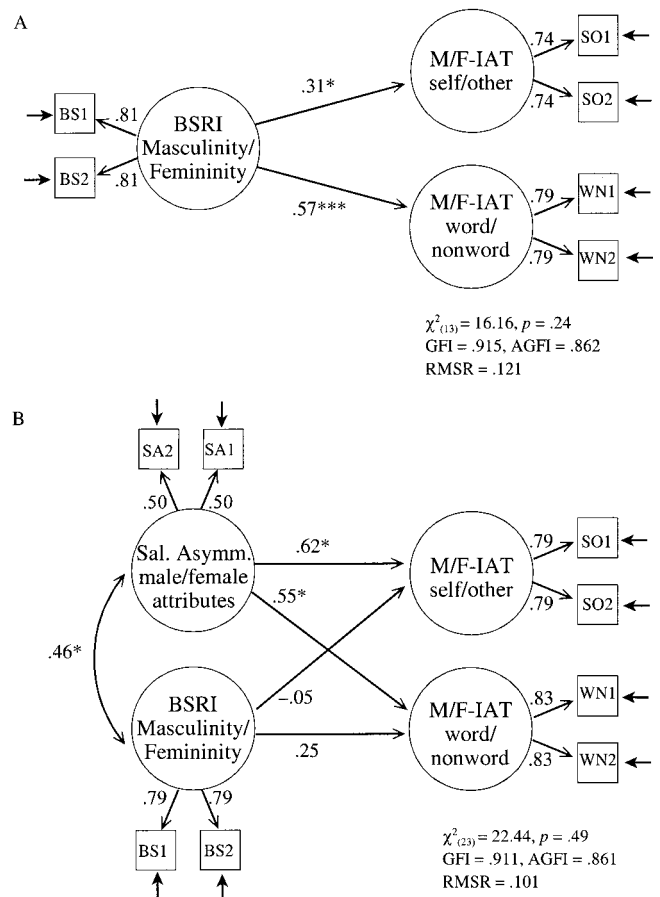 A
BS1
BS2
.81
.81
BSRI
Masculinity/
Femininity
.31*
.57***
M/F-IAT
self/other
.74
.74
SO1
SO2
M/F-IAT
word/
nonword
.79
.79
WN1
WN2
χ²(13) = 16.16, p = .24
GFI = .915, AGFI = .862
RMSR = .121
B
SA2
SA1
.50
.50
Sal. Asymm.
male/female
attributes
.46*
BSRI
Masculinity/
Femininity
.79
.79
BS1
BS2
.62*
.55*
–.05
.25
M/F-IAT
self/other
.79
.79
SO1
SO2
M/F-IAT
word/
nonword
.83
.83
WN1
WN2
χ²(23) = 22.44, p = .49
GFI = .911, AGFI = .861
RMSR = .101